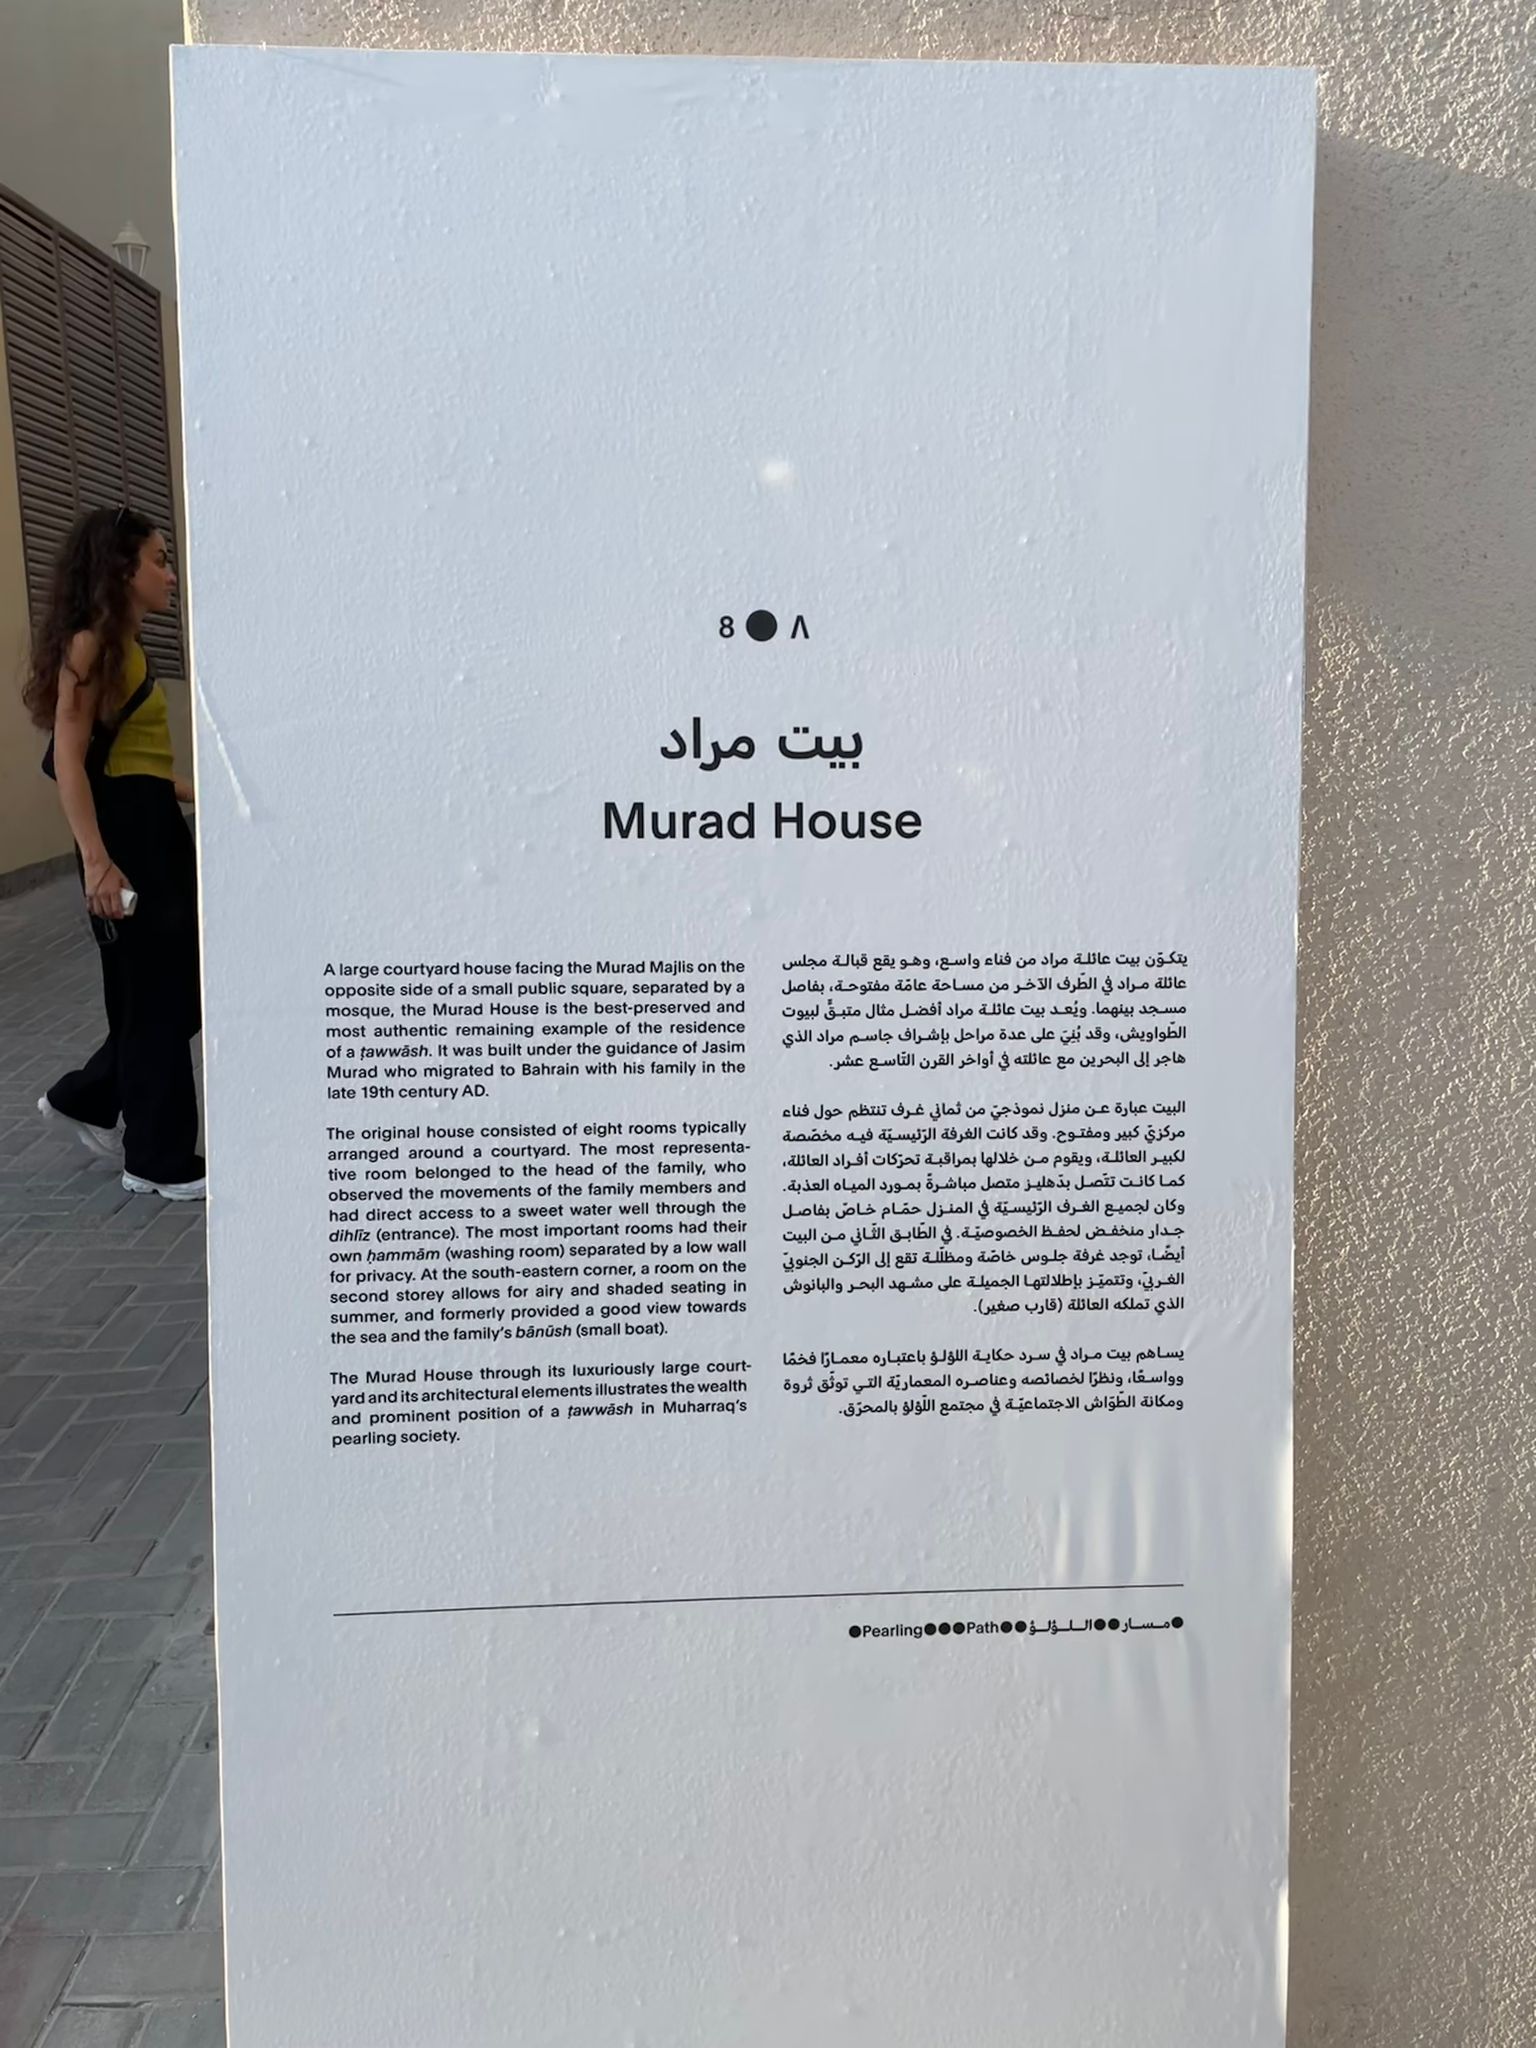 8 ● ٨
بيت مراد
Murad House
A large courtyard house facing the Murad Majlis on the
opposite side of a small public square, separated by a
mosque, the Murad House is the best-preserved and
most authentic remaining example of the residence
of a ṭawwāsh. It was built under the guidance of Jasim
Murad who migrated to Bahrain with his family in the
late 19th century AD.
The original house consisted of eight rooms typically
arranged around a courtyard. The most representa-
tive room belonged to the head of the family, who
observed the movements of the family members and
had direct access to a sweet water well through the
dihlīz (entrance). The most important rooms had their
own ḥammām (washing room) separated by a low wall
for privacy. At the south-eastern corner, a room on the
second storey allows for airy and shaded seating in
summer, and formerly provided a good view towards
the sea and the family's bānūsh (small boat).
The Murad House through its luxuriously large court-
yard and its architectural elements illustrates the wealth
and prominent position of a ṭawwāsh in Muharraq's
pearling society.
يتكوّن بيت عائلة مراد من فناء واسع، وهو يقع قبالة مجلس
عائلة مراد في الطّرف الآخر من مساحة عامّة مفتوحة، بفاصل
مسجد بينهما. ويُعد بيت عائلة مراد أفضل مثال متبقٍّ لبيوت
الطّواويش، وقد بُنِيَ على عدة مراحل بإشراف جاسم مراد الذي
هاجر إلى البحرين مع عائلته في أواخر القرن التّاسع عشر.
البيت عبارة عن منزل نموذجيّ من ثماني غرف تنتظم حول فناء
مركزيّ كبير ومفتوح. وقد كانت الغرفة الرّئيسيّة فيه مخصّصة
لكبير العائلة، ويقوم من خلالها بمراقبة تحرّكات أفراد العائلة،
كما كانت تتّصل بدّهليز متصل مباشرةً بمورد المياه العذبة.
وكان لجميع الغرف الرّئيسيّة في المنزل حمّام خاصّ بفاصل
جدار منخفض لحفظ الخصوصيّة. في الطّابق الثّاني من البيت
أيضًا، توجد غرفة جلوس خاصّة ومظلّلة تقع إلى الرّكن الجنوبيّ
الغربيّ، وتتميّز بإطلالتها الجميلة على مشهد البحر والبانوش
الذي تملكه العائلة (قارب صغير).
يساهم بيت مراد في سرد حكاية اللؤلؤ باعتباره معمارًا فخمًا
وواسعًا، ونظرًا لخصائصه وعناصره المعماريّة التي توثّق ثروة
ومكانة الطّوّاش الاجتماعيّة في مجتمع اللّؤلؤ بالمحرّق.
●Pearling●●●Path●●مسار●●اللؤلؤ●